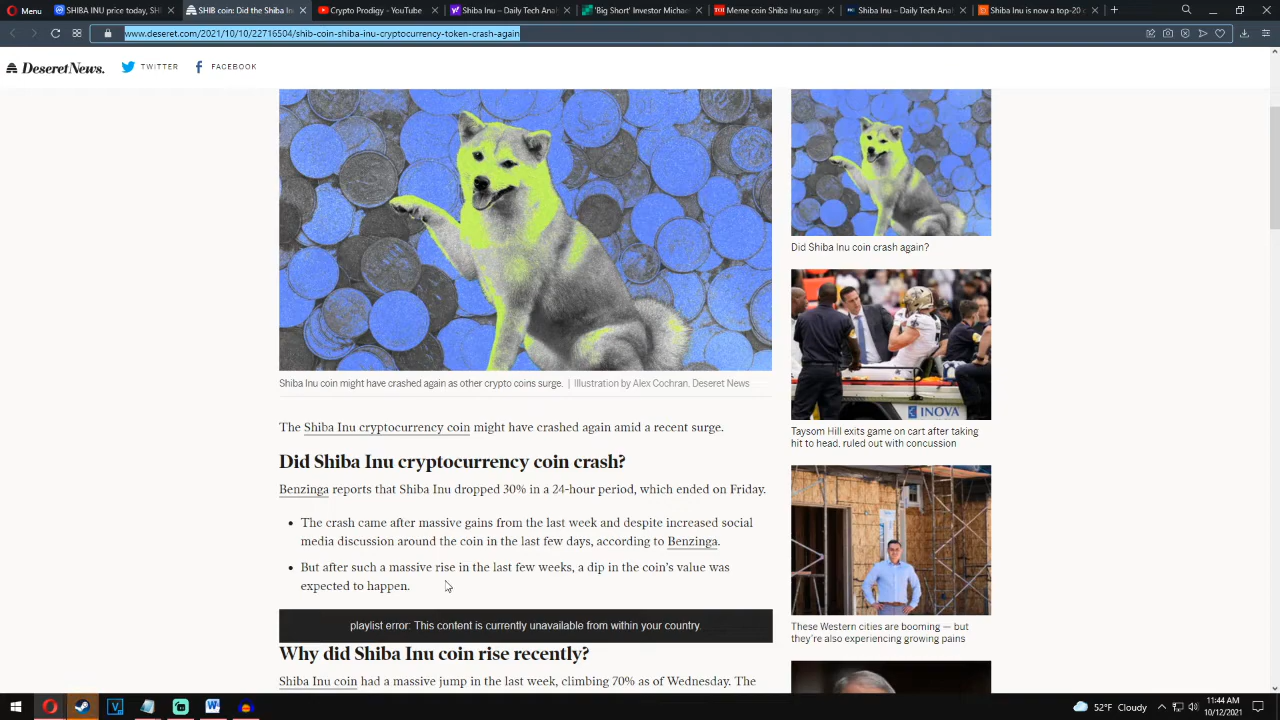 Menu
SHIBA INU price today, SH
SHIB coin: Did the Shiba In
Crypto Prodigy - YouTube
Shiba Inu – Daily Tech Anal
'Big Short' Investor Michae
TOI
Meme coin Shiba Inu surge
Shiba Inu – Daily Tech Anal
Shiba Inu is now a top-20 c
www.deseret.com/2021/10/10/22716504/shib-coin-shiba-inu-cryptocurrency-token-crash-again
Deseret News.
TWITTER
FACEBOOK
Shiba Inu coin might have crashed again as other crypto coins surge. | Illustration by Alex Cochran, Deseret News
The Shiba Inu cryptocurrency coin might have crashed again amid a recent surge.
Did Shiba Inu cryptocurrency coin crash?
Benzinga reports that Shiba Inu dropped 30% in a 24-hour period, which ended on Friday.
• The crash came after massive gains from the last week and despite increased social
media discussion around the coin in the last few days, according to Benzinga.
• But after such a massive rise in the last few weeks, a dip in the coin's value was
expected to happen.
playlist error: This content is currently unavailable from within your country.
Why did Shiba Inu coin rise recently?
Shiba Inu coin had a massive jump in the last week, climbing 70% as of Wednesday. The
Did Shiba Inu coin crash again?
INOVA
Taysom Hill exits game on cart after taking
hit to head, ruled out with concussion
These Western cities are booming — but
they're also experiencing growing pains
52°F Cloudy
11:44 AM
10/12/2021